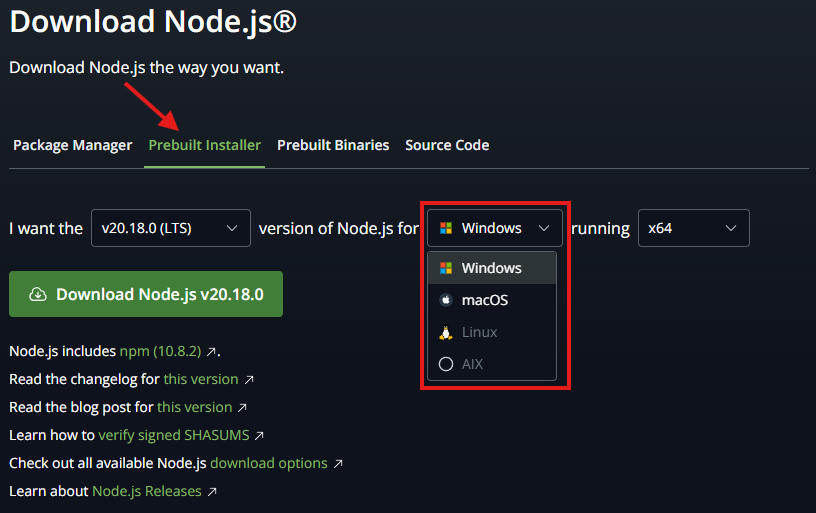 Download Node.js®
Download Node.js the way you want.
Package Manager Prebuilt Installer Prebuilt Binaries Source Code
I want the v20.18.0 (LTS) version of Node.js for Windows running x64
Windows
Download Node.js v20.18.0
macOS
Linux
Node.js includes npm (10.8.2) ↗.
AIX
Read the changelog for this version ↗
Read the blog post for this version ↗
Learn how to verify signed SHASUMS ↗
Check out all available Node.js download options ↗
Learn about Node.js Releases ↗